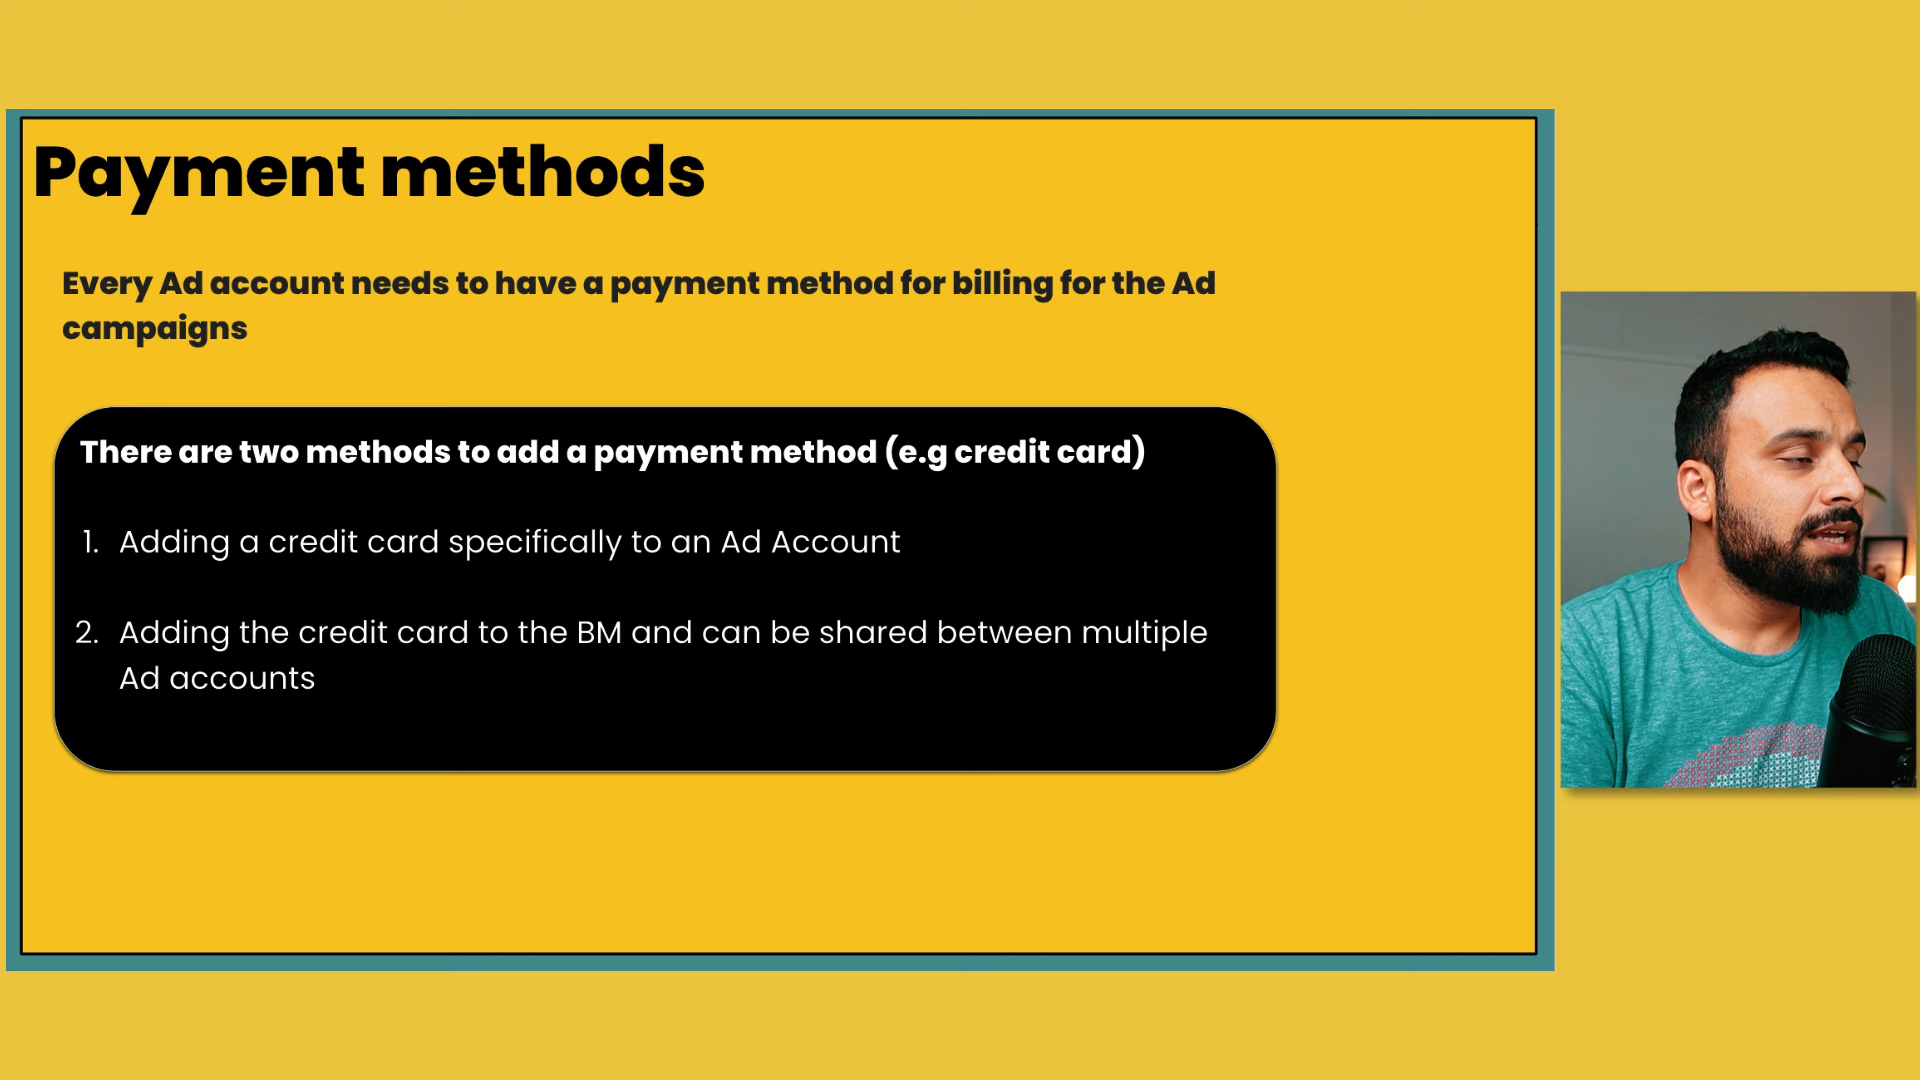 Payment methods
Every Ad account needs to have a payment method for billing for the Ad
campaigns
There are two methods to add a payment method (e.g credit card)
1. Adding a credit card specifically to an Ad Account
2. Adding the credit card to the BM and can be shared between multiple
Ad accounts